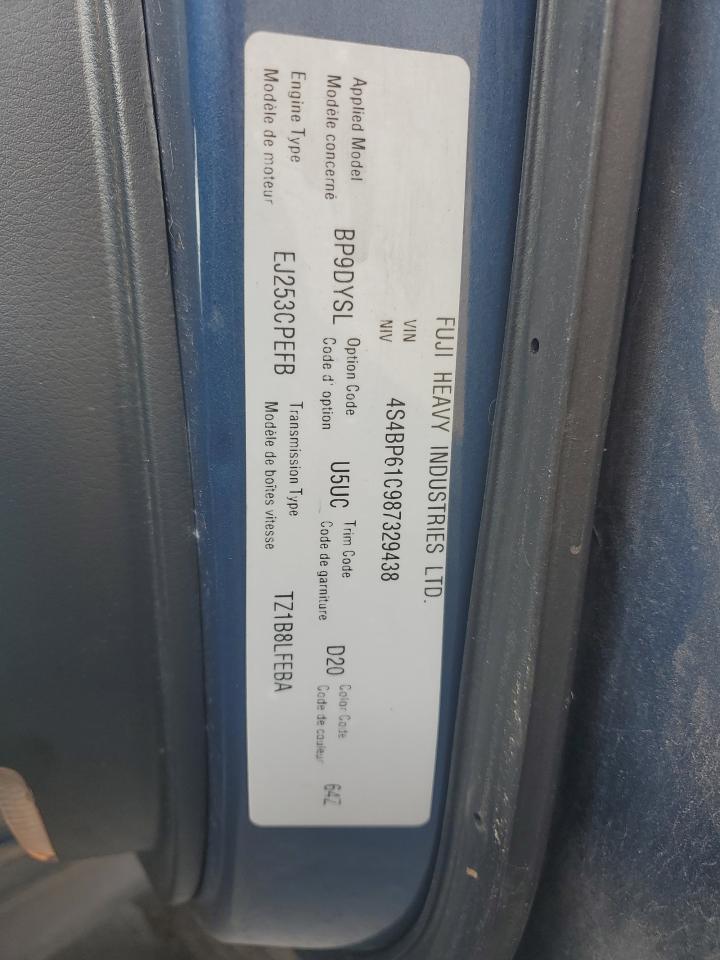 FUJI HEAVY INDUSTRIES LTD.
VIN
NIV 4S4BP61C987329438
Applied Model BP9DYSL Option Code U5UC Trim Code D20 Color Code 64Z
Modèle concerné Code d' option Code de garniture Code de couleur
Engine Type EJ253CPEFB Transmission Type TZ1B8LFEBA
Modèle de moteur Modèle de boîtes vitesse